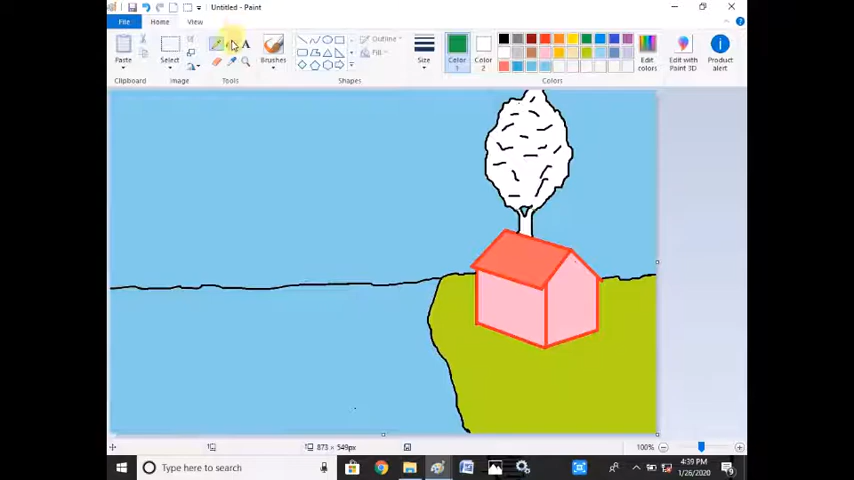 Untitled - Paint
File
Home
View
Paste
Select
A
Brushes
Outline
Fill
Size
Color
1
Color
2
Edit
colors
Edit with
Paint 3D
Product
alert
Clipboard
Image
Tools
Shapes
Colors
873 × 549px
100%
Type here to search
4:39 PM
1/26/2020